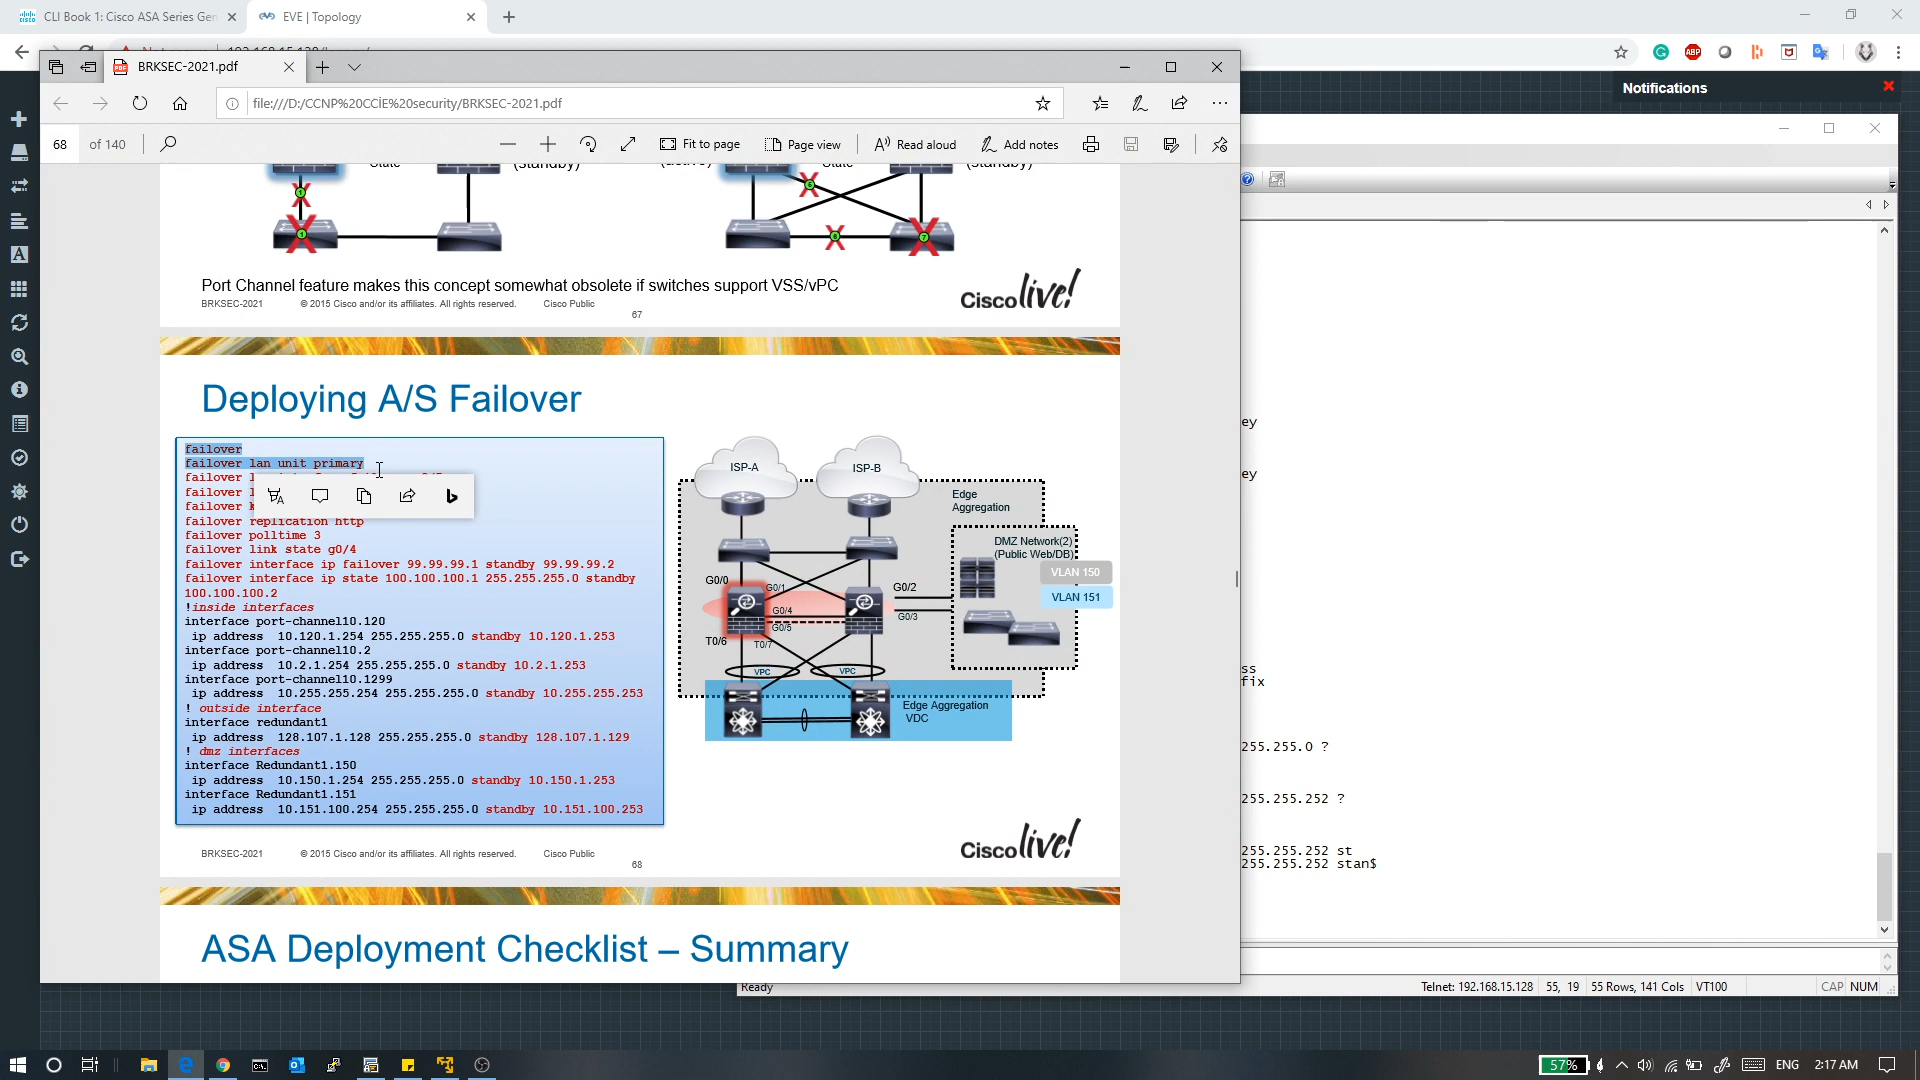 CLI Book 1: Cisco ASA Series Gen
EVE | Topology
BRKSEC-2021.pdf
file:///D:/CCNP%20CCİE%20security/BRKSEC-2021.pdf
Notifications
68 of 140
Fit to page
Page view
Read aloud
Add notes
(standby)
Port Channel feature makes this concept somewhat obsolete if switches support VSS/vPC
BRKSEC-2021 © 2015 Cisco and/or its affiliates. All rights reserved. Cisco Public
67
Cisco live!
Deploying A/S Failover
failover
failover lan unit primary
failover l
failover l
failover k
failover replication http
failover polltime 3
failover link state g0/4
failover interface ip failover 99.99.99.1 standby 99.99.99.2
failover interface ip state 100.100.100.1 255.255.255.0 standby
100.100.100.2
!inside interfaces
interface port-channel10.120
ip address 10.120.1.254 255.255.255.0 standby 10.120.1.253
interface port-channel10.2
ip address 10.2.1.254 255.255.255.0 standby 10.2.1.253
interface port-channel10.1299
ip address 10.255.255.254 255.255.255.0 standby 10.255.255.253
! outside interface
interface redundant1
ip address 128.107.1.128 255.255.255.0 standby 128.107.1.129
! dmz interfaces
interface Redundant1.150
ip address 10.150.1.254 255.255.255.0 standby 10.150.1.253
interface Redundant1.151
ip address 10.151.100.254 255.255.255.0 standby 10.151.100.253
ISP-A
ISP-B
Edge
Aggregation
DMZ Network(2)
(Public Web/DB)
VLAN 150
VLAN 151
G0/0
G0/1
G0/2
G0/4
G0/3
G0/5
T0/6
T0/7
VPC
VPC
Edge Aggregation
VDC
BRKSEC-2021 © 2015 Cisco and/or its affiliates. All rights reserved. Cisco Public
68
Cisco live!
ASA Deployment Checklist – Summary
ey
ey
ss
fix
255.255.0 ?
255.255.252 ?
255.255.252 st
255.255.252 stan$
Ready
Telnet: 192.168.15.128 55, 19 55 Rows, 141 Cols VT100 CAP NUM
57%
ENG
2:17 AM